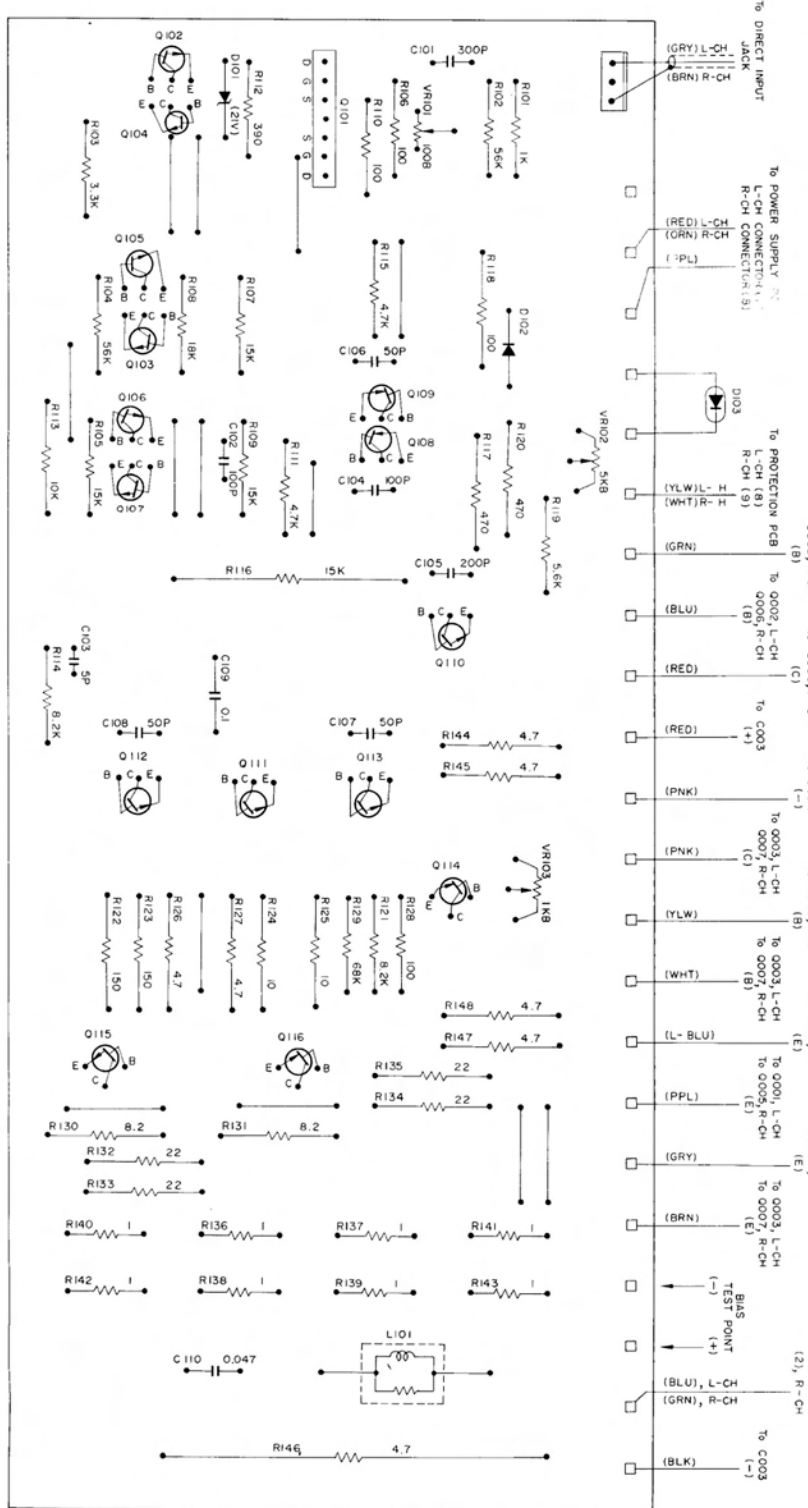 To DIRECT INPUT
JACK
(GRY) L-CH
(BRN) R-CH
To POWER SUPPLY
L-CH CONNECTOR
R-CH CONNECTOR (8)
(RED) L-CH
(ORN) R-CH
D103
To PROTECTION PCB
L-CH (8)
R-CH (9)
(YLW)
(WHT)
(GRN)
(B)
To Q002, L-CH
Q006, R-CH
(B)
(BLU)
(RED)
(C)
To C003
(+)
(RED)
(PNK)
(-)
To Q003, L-CH
Q007, R-CH
(C)
(PNK)
(YLW)
(B)
To Q003, L-CH
Q007, R-CH
(B)
(WHT)
(L-BLU)
(E)
To Q001, L-CH
To Q005, R-CH
(E)
(PPL)
(GRY)
(E)
To Q003, L-CH
To Q007, R-CH
(E)
(BRN)
BIAS
TEST POINT
(-)
(+)
(2), R-CH
(BLU), L-CH
(GRN), R-CH
To C003
(-)
(BLK)
Q102
B C E
E C B
Q104
D101
(21V)
R112
390
D G S S G D
Q101
C101 300P
R110
100
R106
100
VR101
100B
R102
56K
R101
1K
R103
3.3K
Q105
B C E
E C B
Q103
R104
56K
R108
18K
R107
15K
R115
4.7K
R118
100
D102
C106 50P
Q109
E C B
Q108
B C E
C104 100P
Q106
B C E
E C B
Q107
R113
10K
R105
15K
C102
100P
R109
15K
R111
4.7K
R117
470
R120
470
VR102
5KB
R119
5.6K
R116 15K
C105 200P
B C E
Q110
C103
5P
R114
8.2K
C109
0.1
C108 50P
C107 50P
R144 4.7
R145 4.7
Q112
B C E
Q111
B C E
Q113
B C E
Q114
E C B
VR103
1KB
R122
150
R123
150
R126
4.7
R127
4.7
R124
10
R125
10
R129
68K
R121
8.2K
R128
100
R148 4.7
R147 4.7
Q115
E C B
Q116
E C B
R135 22
R134 22
R130 8.2
R131 8.2
R132 22
R133 22
R140 1
R136 1
R137 1
R141 1
R142 1
R138 1
R139 1
R143 1
L101
C110 0.047
R146 4.7